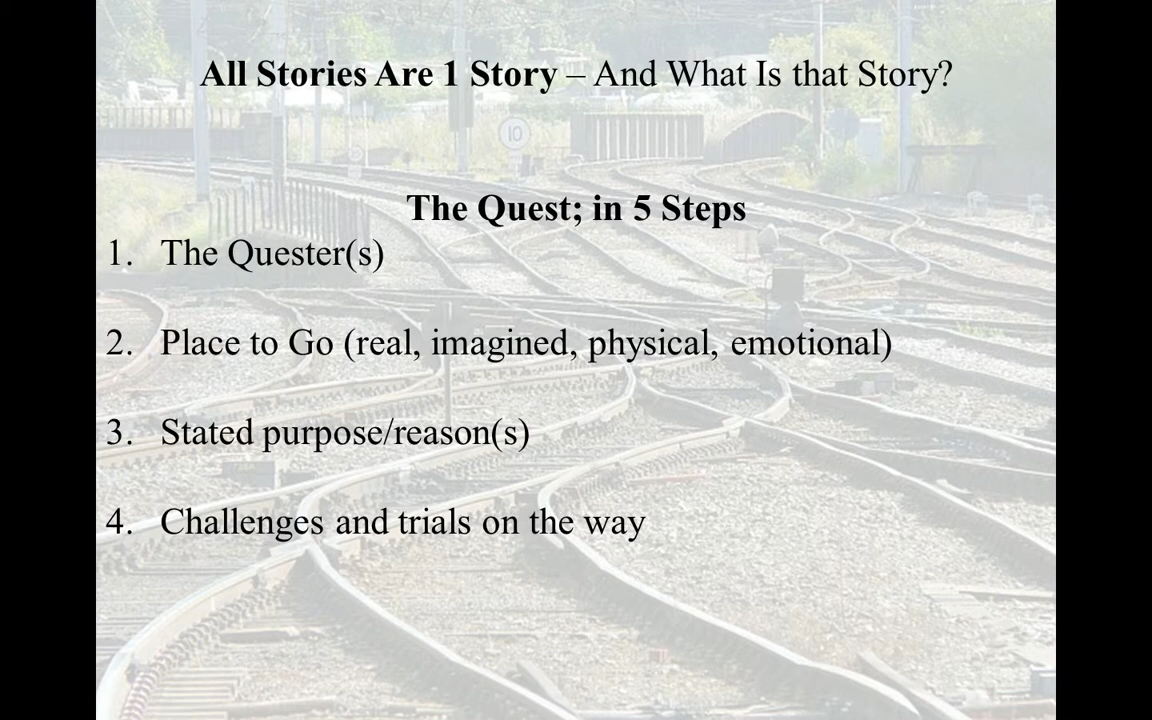 All Stories Are 1 Story – And What Is that Story?
10
The Quest; in 5 Steps
1. The Quester(s)
2. Place to Go (real, imagined, physical, emotional)
3. Stated purpose/reason(s)
4. Challenges and trials on the way